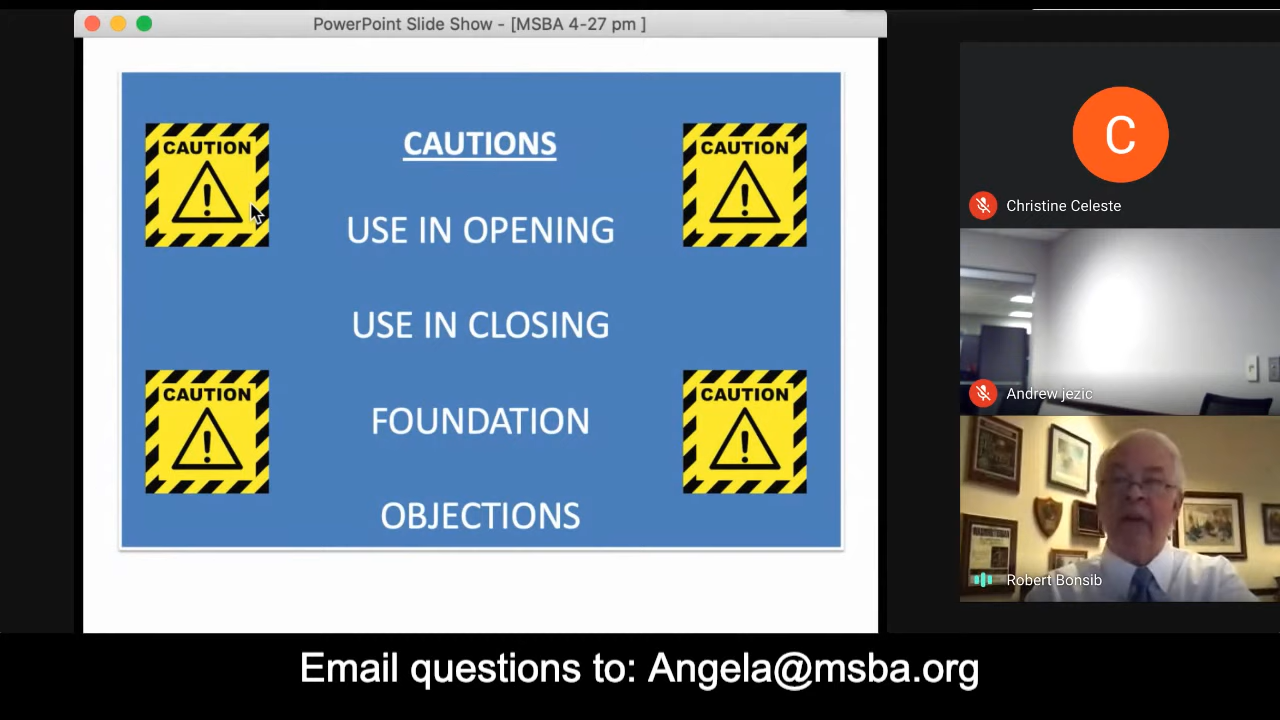 PowerPoint Slide Show - [MSBA 4-27 pm ]
CAUTION
CAUTION
CAUTIONS
USE IN OPENING
USE IN CLOSING
CAUTION
CAUTION
FOUNDATION
OBJECTIONS
C
Christine Celeste
Andrew jezic
Robert Bonsib
Email questions to: Angela@msba.org